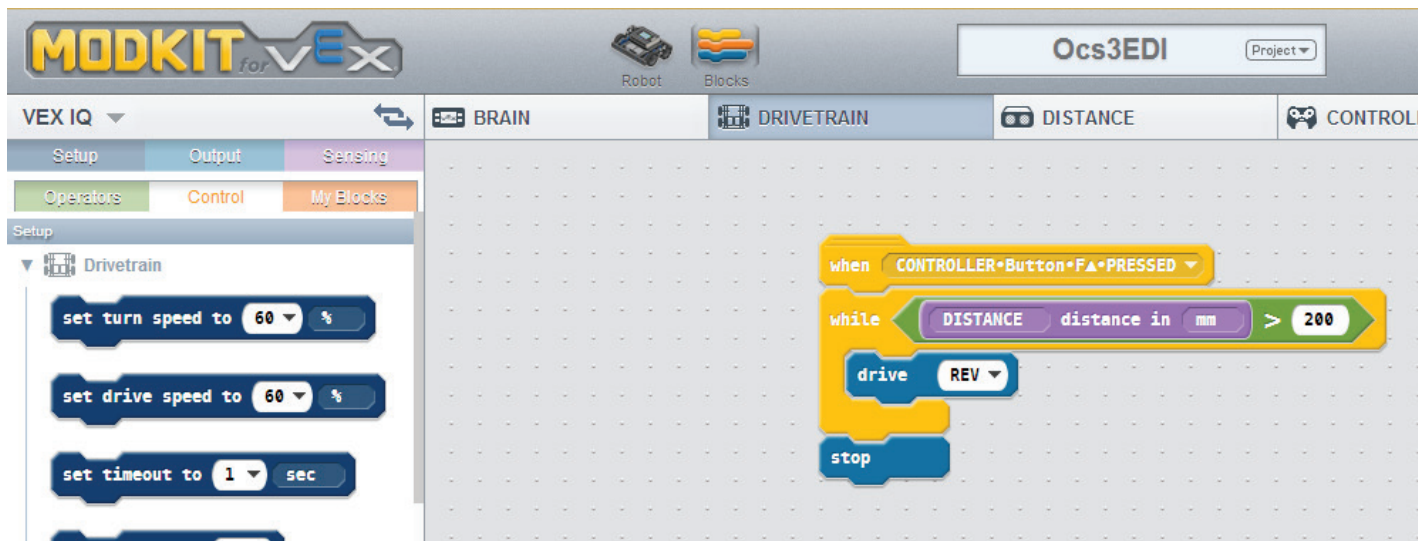 MODKIT for VEX
Robot Blocks
Ocs3EDI
Project
VEX IQ
BRAIN DRIVETRAIN DISTANCE CONTROLL
Setup Output Sensing
Operators Control My Blocks
Setup
Drivetrain
set turn speed to 60 %
set drive speed to 60 %
set timeout to 1 sec
when CONTROLLER•Button•F▲•PRESSED
while DISTANCE distance in mm > 200
drive REV
stop